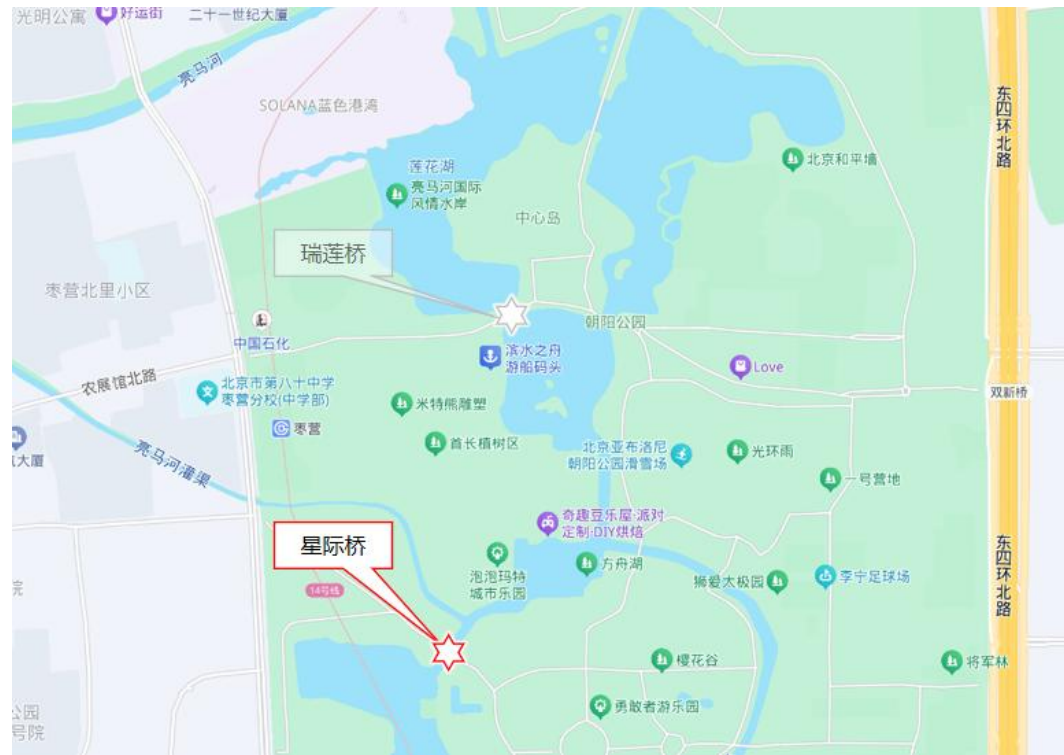 光明公寓
好运街
二十一世纪大厦
亮马河
SOLANA蓝色港湾
东四环北路
莲花湖
亮马河国际
风情水岸
北京和平墙
中心岛
瑞莲桥
枣营北里小区
中国石化
朝阳公园
滨水之舟
游船码头
Love
农展馆北路
双新桥
北京市第八十中学
枣营分校(中学部)
米特熊雕塑
枣营
首长植树区
北京亚布洛尼
朝阳公园滑雪场
光环雨
大厦
亮马河灌渠
一号营地
奇趣豆乐屋·派对
定制·DIY烘焙
星际桥
东四环北路
泡泡玛特
城市乐园
方舟湖
狮爱太极园
李宁足球场
院
14号线
樱花谷
将军林
勇敢者游乐园
公园
号院